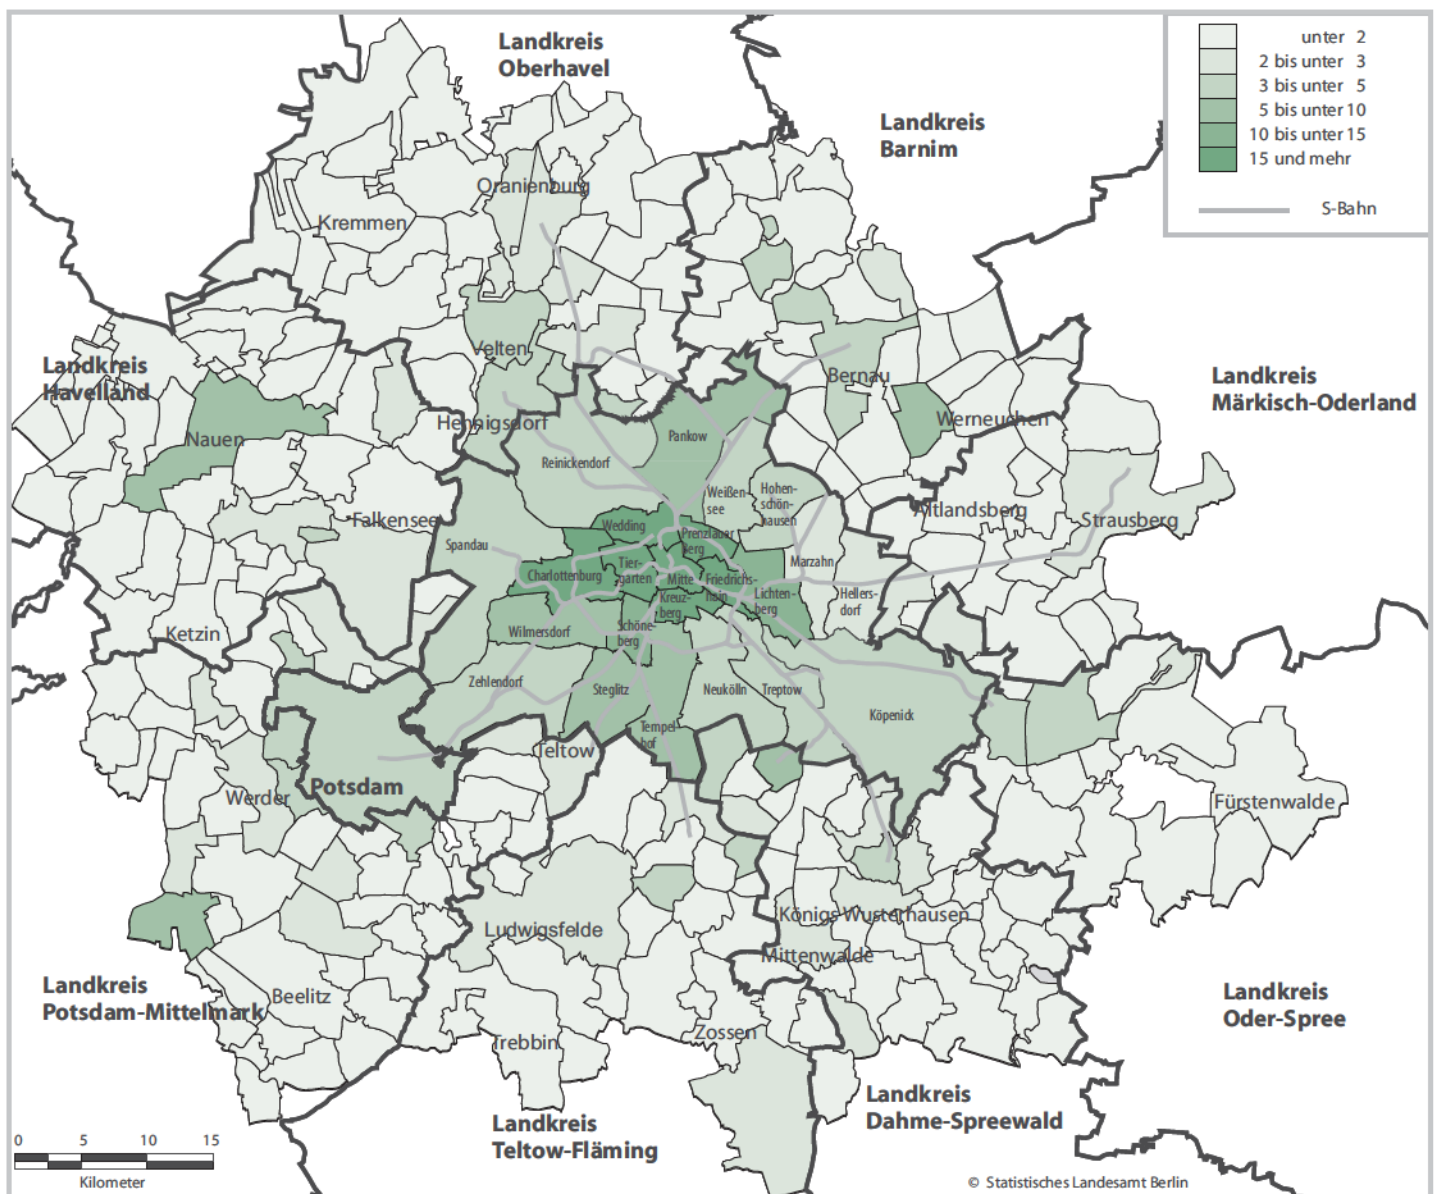 Landkreis
Oberhavel
unter 2
2 bis unter 3
3 bis unter 5
5 bis unter 10
10 bis unter 15
15 und mehr
S-Bahn
Landkreis
Barnim
Oranienburg
Kremmen
Velten
Landkreis
Havelland
Bernau
Landkreis
Märkisch-Oderland
Werneuchen
Nauen
Hennigsdorf
Pankow
Reinickendorf
Weißen-
see
Hohen-
schön-
hausen
Altlandsberg
Strausberg
Falkensee
Wedding
Prenzlauer
Berg
Spandau
Marzahn
Charlottenburg
Tier-
garten
Mitte
Friedrichs-
hain
Lichten-
berg
Hellers-
dorf
Kreuz-
berg
Ketzin
Wilmersdorf
Schöne-
berg
Zehlendorf
Steglitz
Neukölln
Treptow
Köpenick
Tempel-
hof
Teltow
Potsdam
Werder
Fürstenwalde
Ludwigsfelde
Königs Wusterhausen
Mittenwalde
Landkreis
Potsdam-Mittelmark
Beelitz
Landkreis
Oder-Spree
Zossen
Trebbin
Landkreis
Dahme-Spreewald
Landkreis
Teltow-Fläming
0 5 10 15
Kilometer
© Statistisches Landesamt Berlin